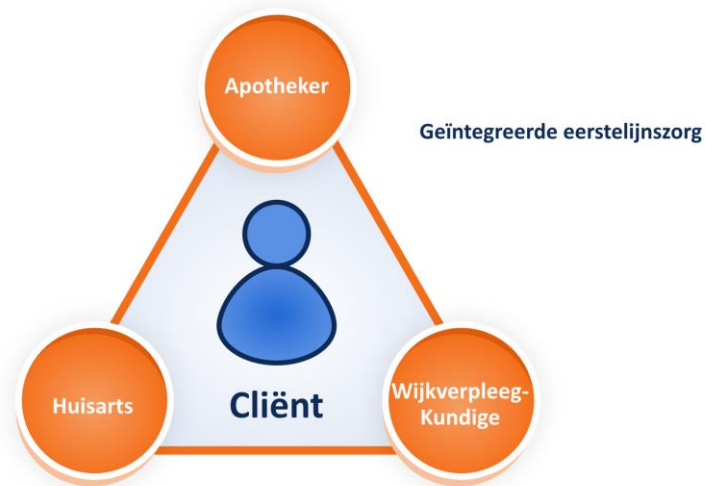 Apotheker
Geïntegreerde eerstelijnszorg
Huisarts
Cliënt
Wijkverpleeg-
Kundige